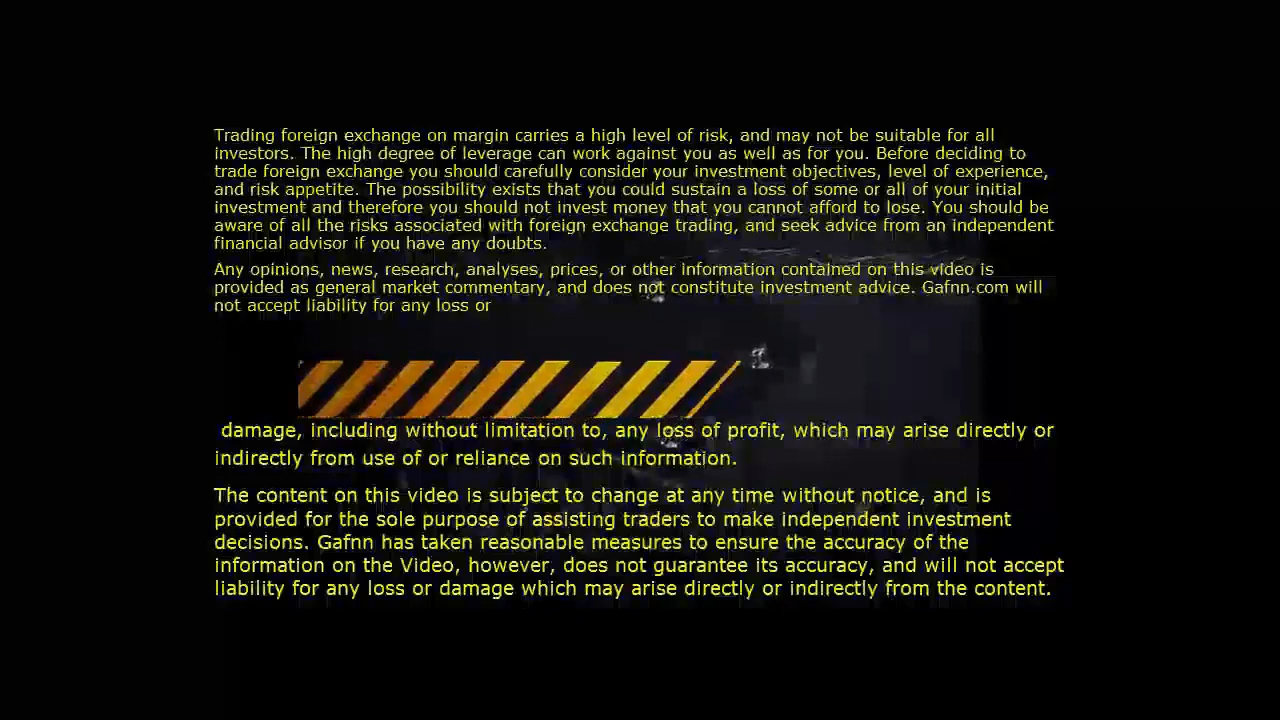 Trading foreign exchange on margin carries a high level of risk, and may not be suitable for all
investors. The high degree of leverage can work against you as well as for you. Before deciding to
trade foreign exchange you should carefully consider your investment objectives, level of experience,
and risk appetite. The possibility exists that you could sustain a loss of some or all of your initial
investment and therefore you should not invest money that you cannot afford to lose. You should be
aware of all the risks associated with foreign exchange trading, and seek advice from an independent
financial advisor if you have any doubts.
Any opinions, news, research, analyses, prices, or other information contained on this video is
provided as general market commentary, and does not constitute investment advice. Gafnn.com will
not accept liability for any loss or
damage, including without limitation to, any loss of profit, which may arise directly or
indirectly from use of or reliance on such information.
The content on this video is subject to change at any time without notice, and is
provided for the sole purpose of assisting traders to make independent investment
decisions. Gafnn has taken reasonable measures to ensure the accuracy of the
information on the Video, however, does not guarantee its accuracy, and will not accept
liability for any loss or damage which may arise directly or indirectly from the content.